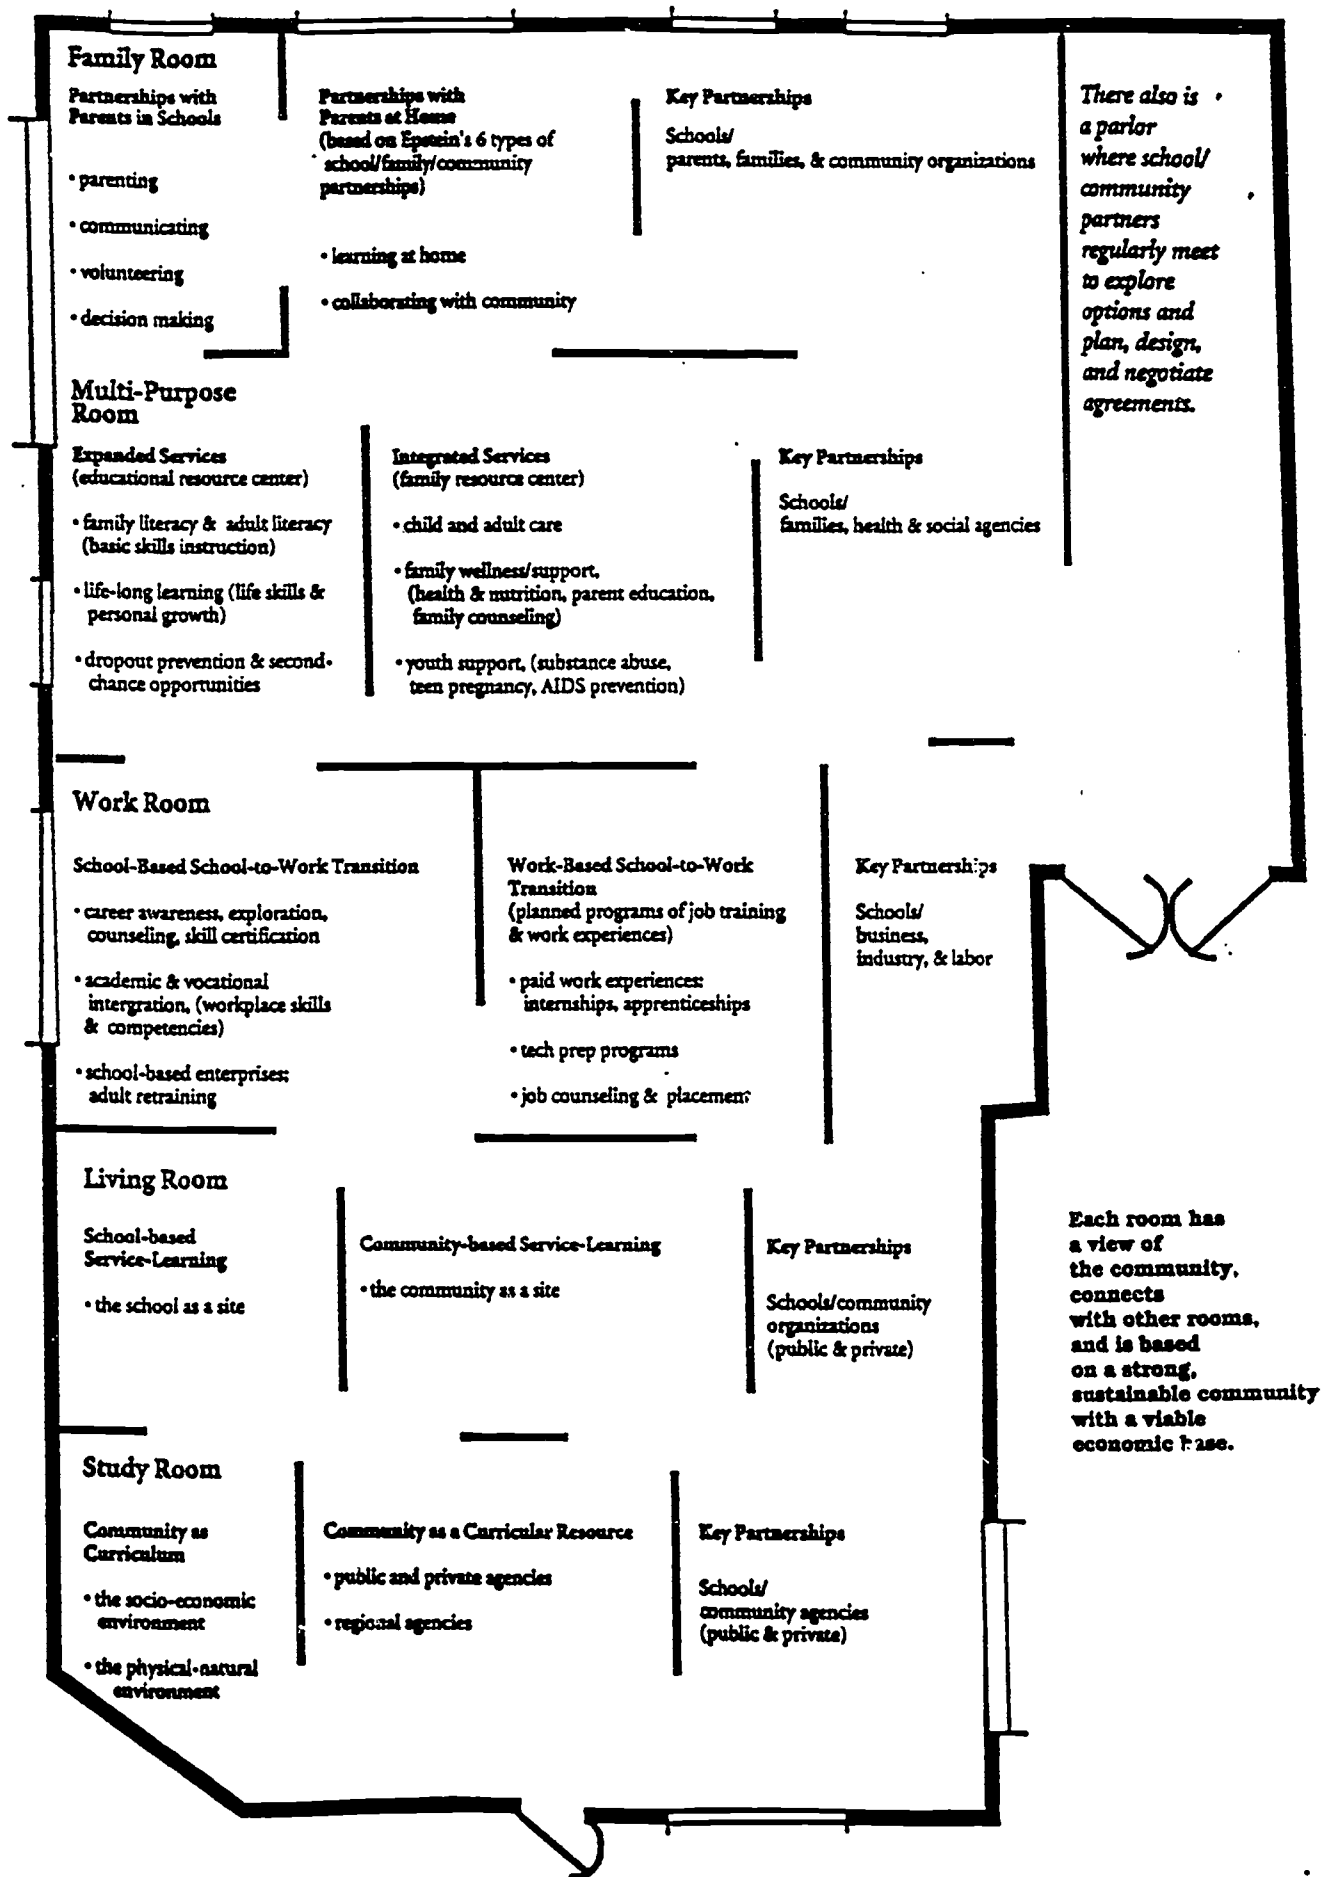 Family Room
Partnerships with
Parents in Schools
• parenting
• communicating
• volunteering
• decision making
Partnerships with
Parents at Home
(based on Epstein's 6 types of
school/family/community
partnerships)
• learning at home
• collaborating with community
Key Partnerships
Schools/
parents, families, & community organizations
There also is
a parlor
where school/
community
partners
regularly meet
to explore
options and
plan, design,
and negotiate
agreements.
Multi-Purpose
Room
Expanded Services
(educational resource center)
• family literacy & adult literacy
(basic skills instruction)
• life-long learning (life skills &
personal growth)
• dropout prevention & second-
chance opportunities
Integrated Services
(family resource center)
• child and adult care
• family wellness/support,
(health & nutrition, parent education,
family counseling)
• youth support, (substance abuse,
teen pregnancy, AIDS prevention)
Key Partnerships
Schools/
families, health & social agencies
Work Room
School-Based School-to-Work Transition
• career awareness, exploration,
counseling, skill certification
• academic & vocational
intergration, (workplace skills
& competencies)
• school-based enterprises;
adult retraining
Work-Based School-to-Work
Transition
(planned programs of job training
& work experiences)
• paid work experiences:
internships, apprenticeships
• tech prep programs
• job counseling & placement
Key Partnerships
Schools/
business,
industry, & labor
Living Room
School-based
Service-Learning
• the school as a site
Community-based Service-Learning
• the community as a site
Key Partnerships
Schools/community
organizations
(public & private)
Each room has
a view of
the community,
connects
with other rooms,
and is based
on a strong,
sustainable community
with a viable
economic base.
Study Room
Community as
Curriculum
• the socio-economic
environment
• the physical-natural
environment
Community as a Curricular Resource
• public and private agencies
• regional agencies
Key Partnerships
Schools/
community agencies
(public & private)